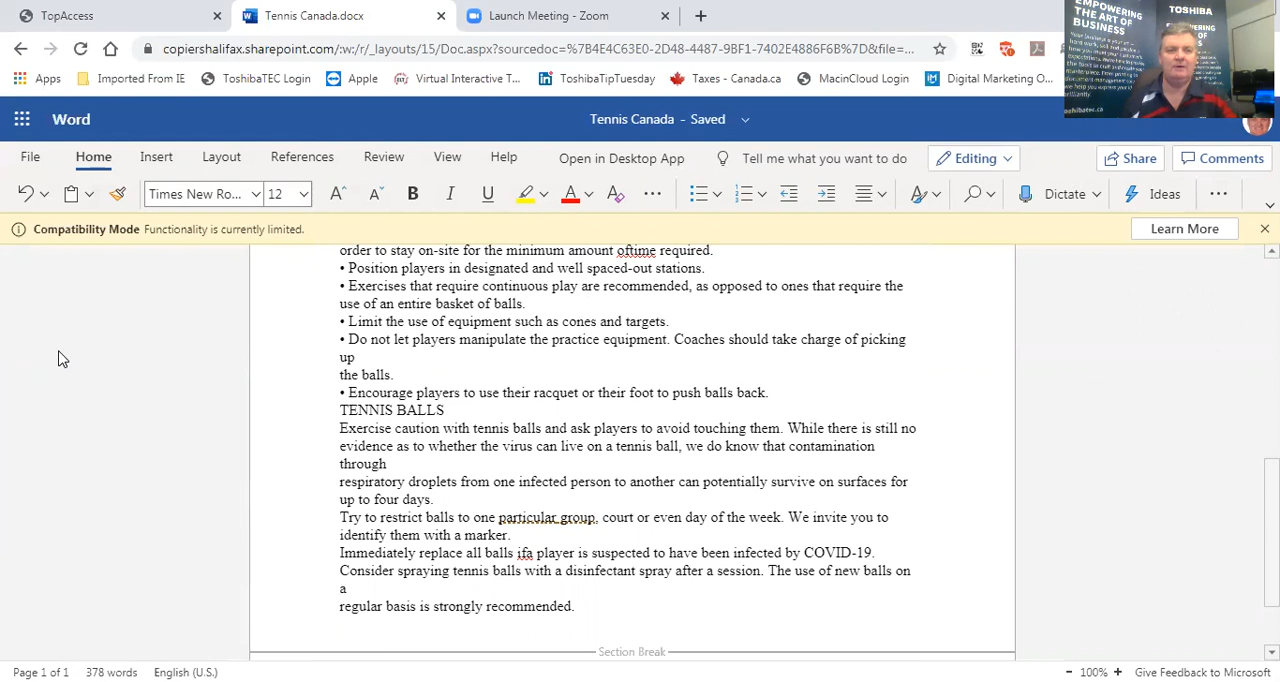 TopAccess
Tennis Canada.docx
Launch Meeting - Zoom
copiershalifax.sharepoint.com/:w:/r/_layouts/15/Doc.aspx?sourcedoc=%7B4E4C63E0-2D48-4487-9BF1-7402E4886F6B%7D&file=...
Apps
Imported From IE
ToshibaTEC Login
Apple
Virtual Interactive T...
ToshibaTipTuesday
Taxes - Canada.ca
MacinCloud Login
Digital Marketing O...
EMPOWERING
THE ART OF
BUSINESS
TOSHIBA
Word
Tennis Canada - Saved
File
Home
Insert
Layout
References
Review
View
Help
Open in Desktop App
Tell me what you want to do
Editing
Share
Comments
Times New Ro...
12
Dictate
Ideas
Compatibility Mode Functionality is currently limited.
Learn More
order to stay on-site for the minimum amount oftime required.
• Position players in designated and well spaced-out stations.
• Exercises that require continuous play are recommended, as opposed to ones that require the
use of an entire basket of balls.
• Limit the use of equipment such as cones and targets.
• Do not let players manipulate the practice equipment. Coaches should take charge of picking
up
the balls.
• Encourage players to use their racquet or their foot to push balls back.
TENNIS BALLS
Exercise caution with tennis balls and ask players to avoid touching them. While there is still no
evidence as to whether the virus can live on a tennis ball, we do know that contamination
through
respiratory droplets from one infected person to another can potentially survive on surfaces for
up to four days.
Try to restrict balls to one particular group, court or even day of the week. We invite you to
identify them with a marker.
Immediately replace all balls ifa player is suspected to have been infected by COVID-19.
Consider spraying tennis balls with a disinfectant spray after a session. The use of new balls on
a
regular basis is strongly recommended.
Section Break
Page 1 of 1
378 words
English (U.S.)
100%
Give Feedback to Microsoft